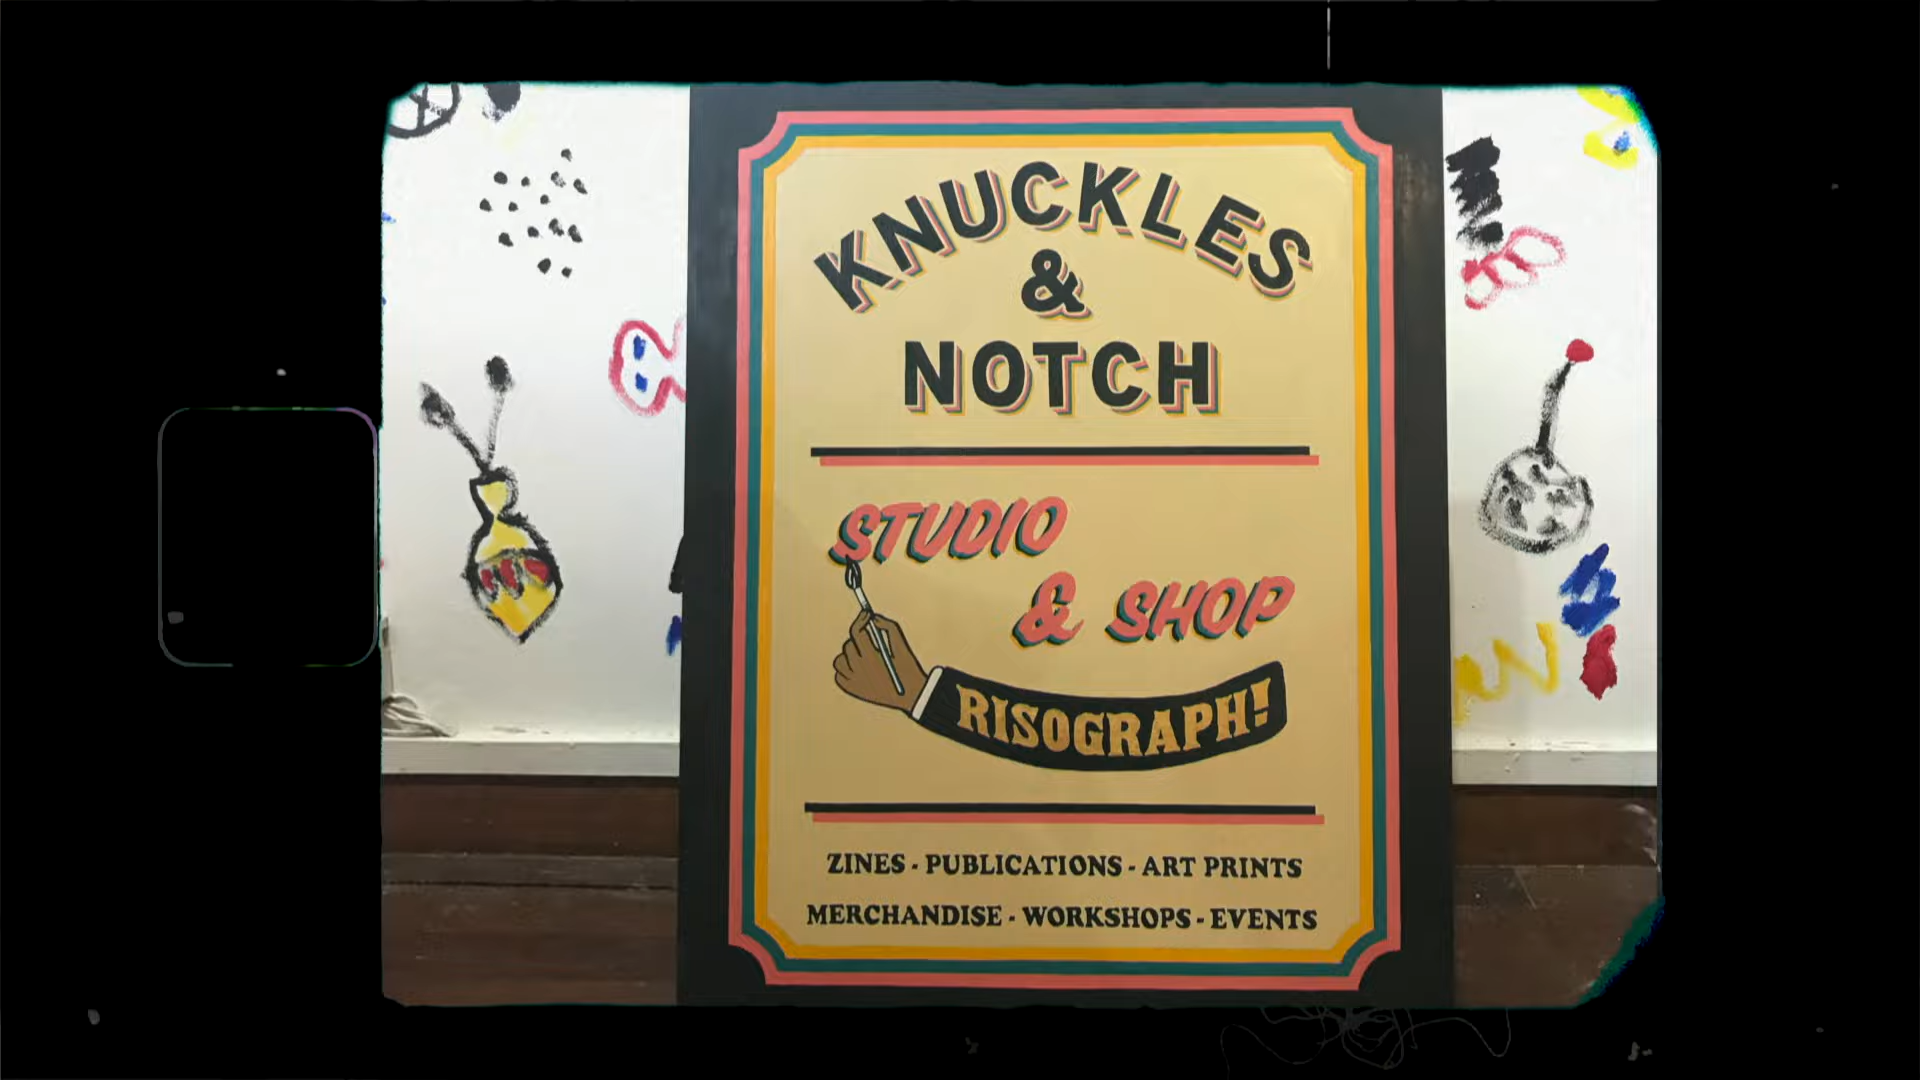 KNUCKLES
&
NOTCH
STUDIO
& SHOP
RISOGRAPH!
ZINES - PUBLICATIONS - ART PRINTS
MERCHANDISE - WORKSHOPS - EVENTS